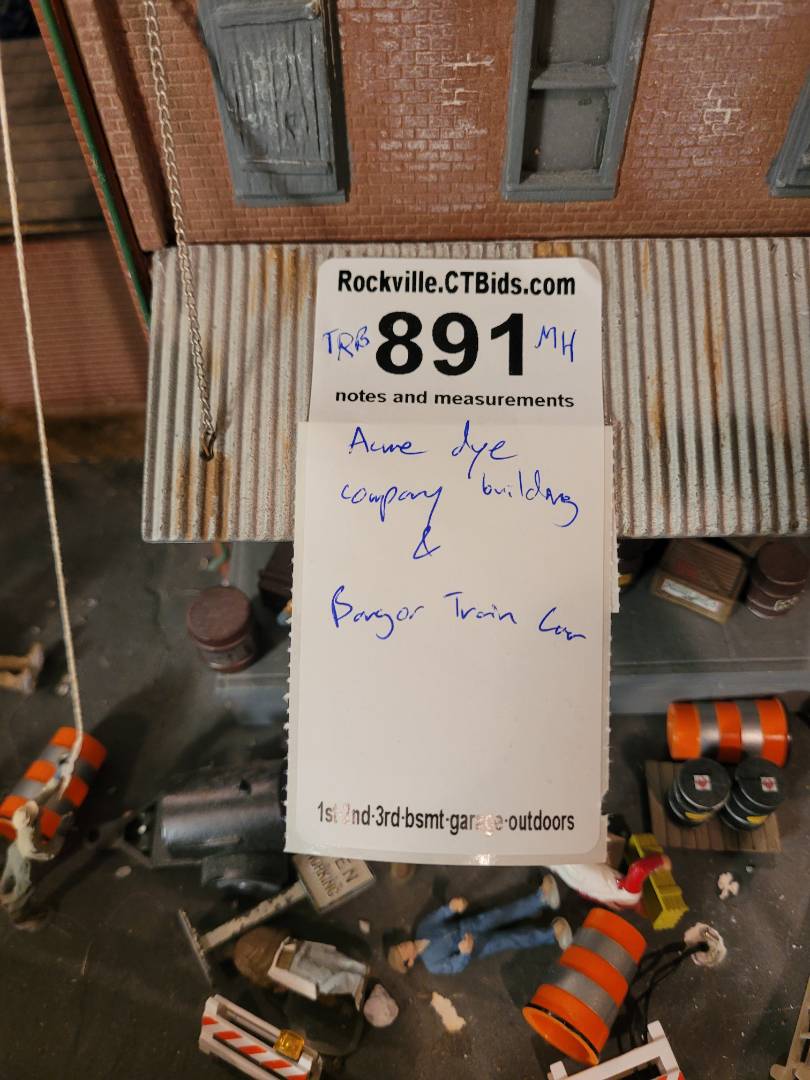 Rockville.CTBids.com
TRB 891 MH
notes and measurements
Acme dye
company building
&
Bangor Train Car
1st-2nd-3rd-bsmt-garage-outdoors
WORKING